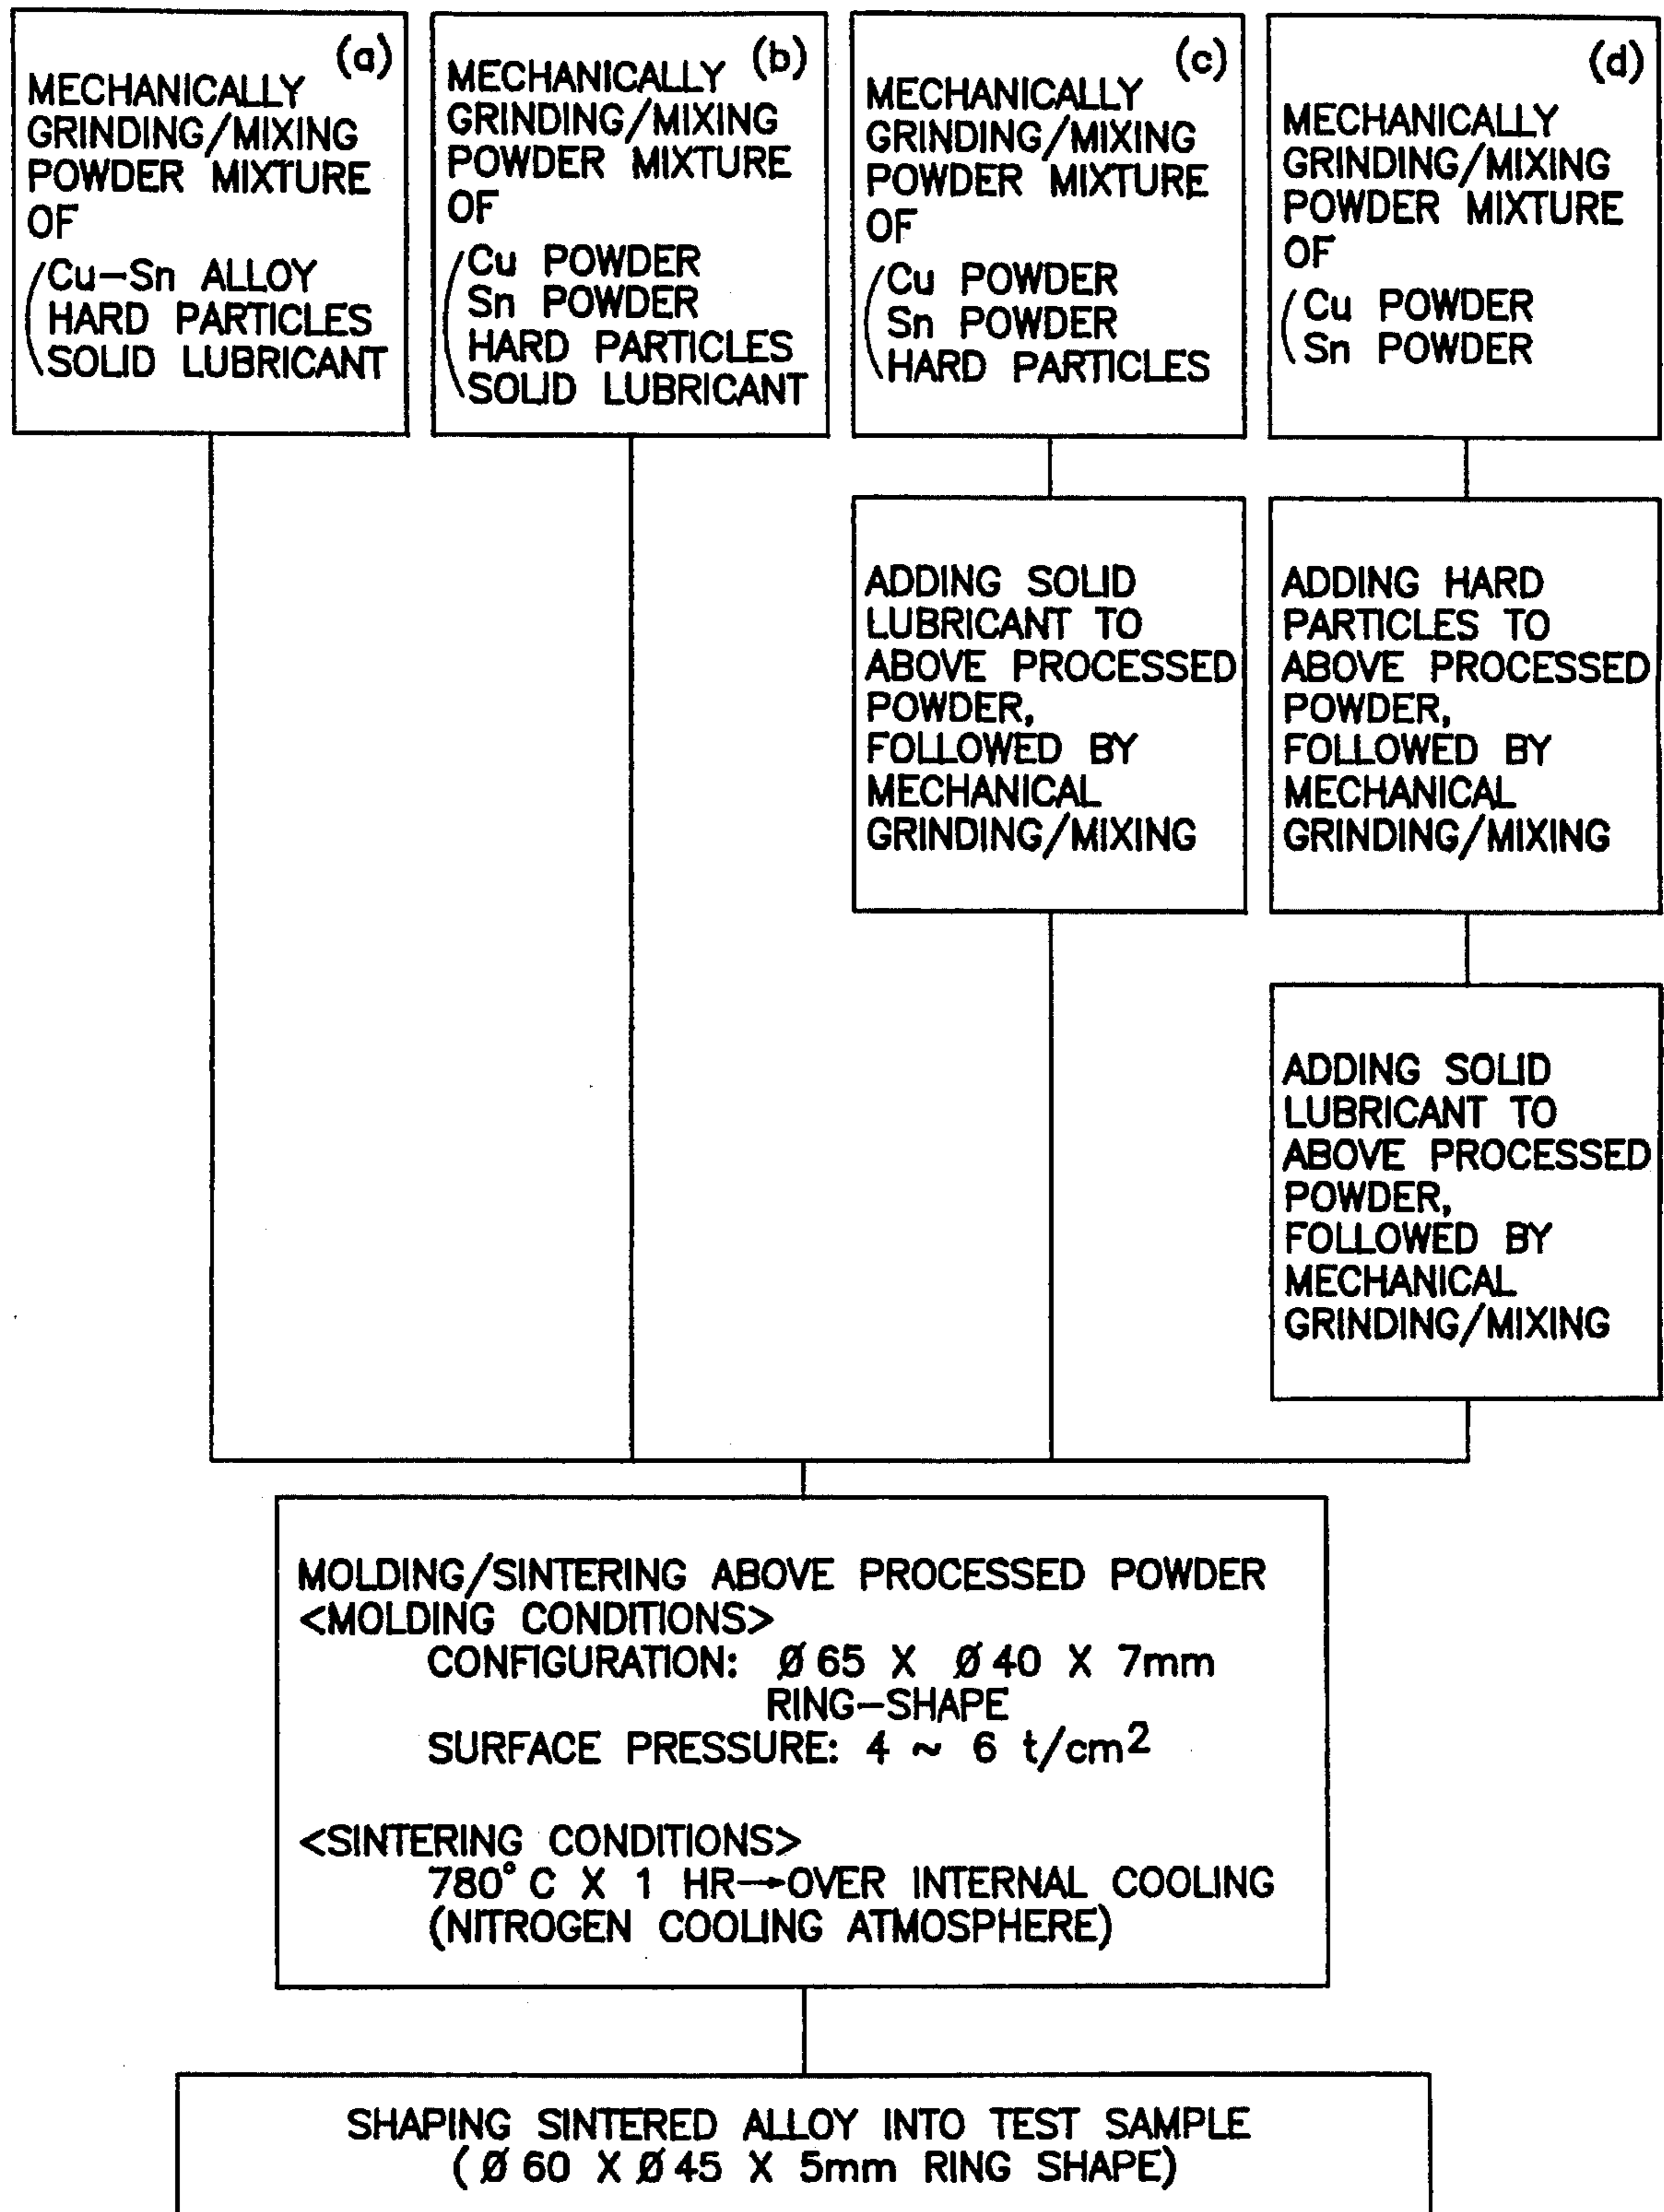 (a)
MECHANICALLY
GRINDING/MIXING
POWDER MIXTURE
OF
Cu-Sn ALLOY
HARD PARTICLES
SOLID LUBRICANT
(b)
MECHANICALLY
GRINDING/MIXING
POWDER MIXTURE
OF
Cu POWDER
Sn POWDER
HARD PARTICLES
SOLID LUBRICANT
(c)
MECHANICALLY
GRINDING/MIXING
POWDER MIXTURE
OF
Cu POWDER
Sn POWDER
HARD PARTICLES
(d)
MECHANICALLY
GRINDING/MIXING
POWDER MIXTURE
OF
Cu POWDER
Sn POWDER
ADDING SOLID
LUBRICANT TO
ABOVE PROCESSED
POWDER,
FOLLOWED BY
MECHANICAL
GRINDING/MIXING
ADDING HARD
PARTICLES TO
ABOVE PROCESSED
POWDER,
FOLLOWED BY
MECHANICAL
GRINDING/MIXING
ADDING SOLID
LUBRICANT TO
ABOVE PROCESSED
POWDER,
FOLLOWED BY
MECHANICAL
GRINDING/MIXING
MOLDING/SINTERING ABOVE PROCESSED POWDER
<MOLDING CONDITIONS>
CONFIGURATION: Ø 65 X Ø 40 X 7mm
RING-SHAPE
SURFACE PRESSURE: 4 ~ 6 t/cm²
<SINTERING CONDITIONS>
780° C X 1 HR→OVER INTERNAL COOLING
(NITROGEN COOLING ATMOSPHERE)
SHAPING SINTERED ALLOY INTO TEST SAMPLE
( Ø 60 X Ø 45 X 5mm RING SHAPE)